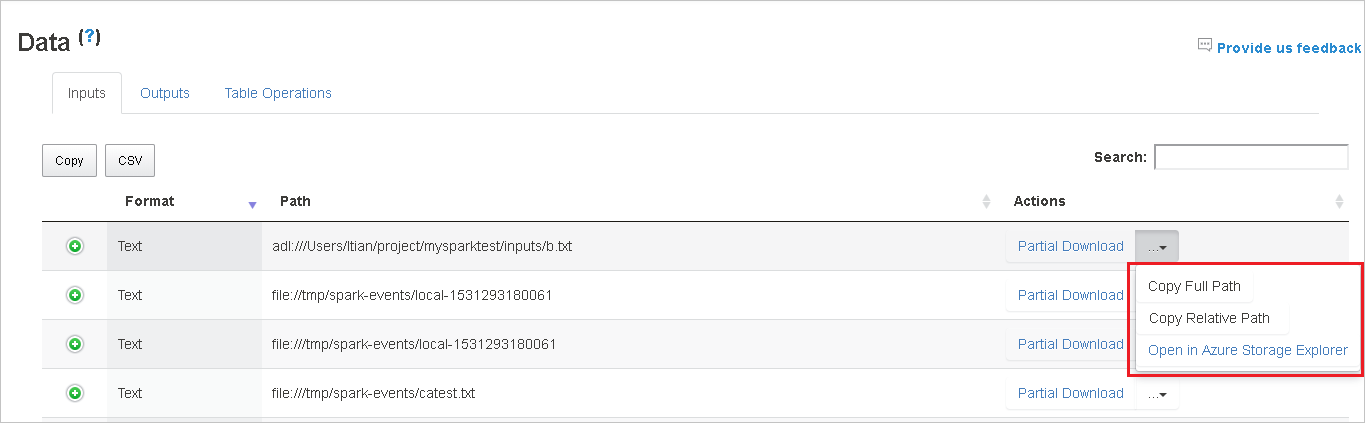 Data (?)
Provide us feedback
Inputs Outputs Table Operations
Copy CSV Search:
Format Path Actions
Text adl:///Users/ltian/project/mysparktest/inputs/b.txt Partial Download ...
Text file://tmp/spark-events/local-1531293180061 Partial Download
Copy Full Path
Copy Relative Path
Text file:///tmp/spark-events/local-1531293180061 Partial Download
Open in Azure Storage Explorer
Text file:///tmp/spark-events/catest.txt Partial Download ...